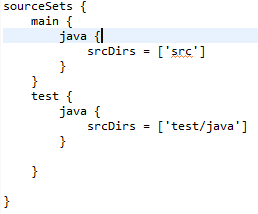 sourceSets {
    main {
        java {
            srcDirs = ['src']
        }
    }
    test {
        java {
            srcDirs = ['test/java']
        }

    }

}